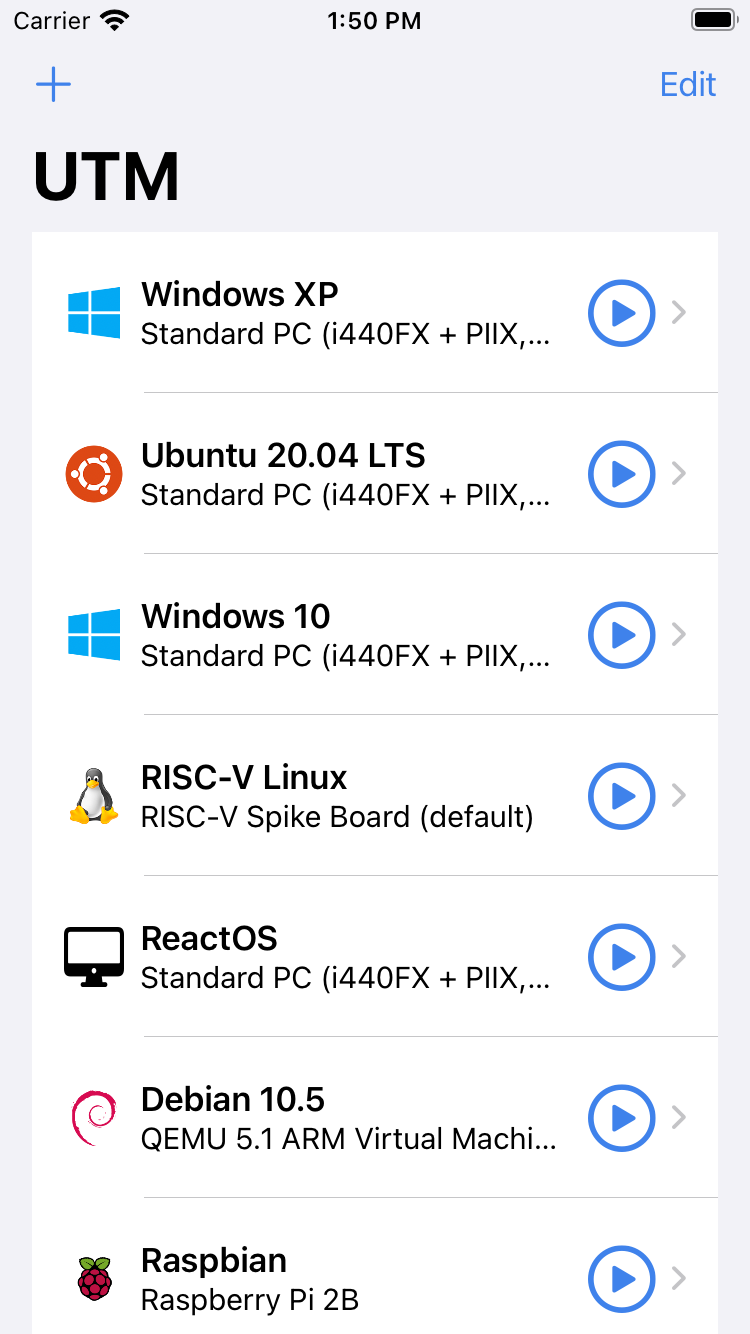 Carrier 1:50 PM
Edit
UTM
Windows XP
Standard PC (i440FX + PIIX,...
Ubuntu 20.04 LTS
Standard PC (i440FX + PIIX,...
Windows 10
Standard PC (i440FX + PIIX,...
RISC-V Linux
RISC-V Spike Board (default)
ReactOS
Standard PC (i440FX + PIIX,...
Debian 10.5
QEMU 5.1 ARM Virtual Machi...
Raspbian
Raspberry Pi 2B